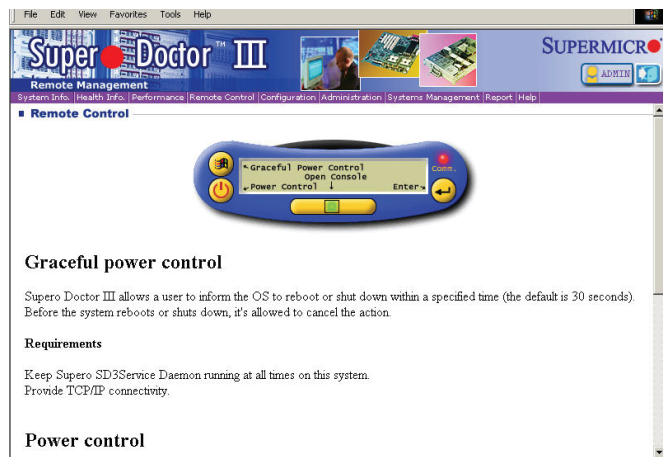 File Edit View Favorites Tools Help
Super Doctor™ III
SUPERMICR
Remote Management
ADMIN
System Info. |Health Info. |Performance |Remote Control |Configuration |Administration |Systems Management |Report |Help|
Remote Control
Graceful Power Control
Open Console
Power Control ↓ Enter
Comm.
Graceful power control
Supero Doctor III allows a user to inform the OS to reboot or shut down within a specified time (the default is 30 seconds).
Before the system reboots or shuts down, it's allowed to cancel the action.
Requirements
Keep Supero SD3Service Daemon running at all times on this system.
Provide TCP/IP connectivity.
Power control